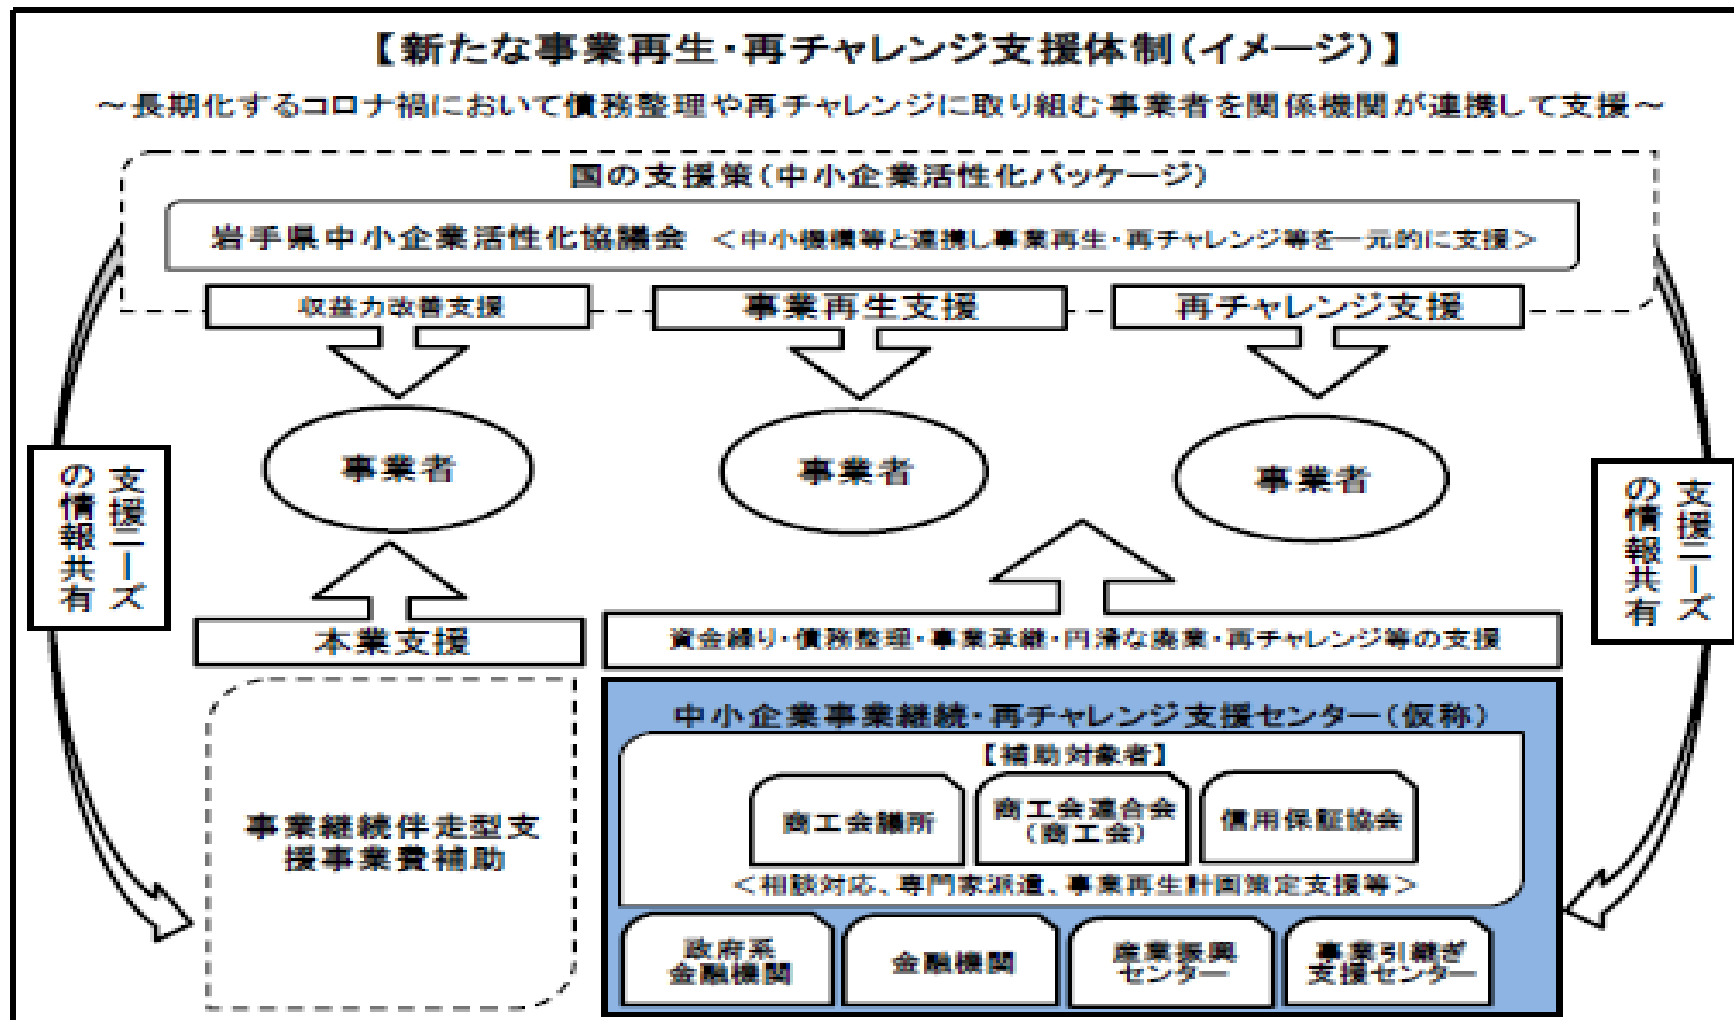 【新たな事業再生・再チャレンジ支援体制(イメージ)】
～長期化するコロナ禍において債務整理や再チャレンジに取り組む事業者を関係機関が連携して支援～
国の支援策(中小企業活性化パッケージ)
岩手県中小企業活性化協議会 ＜中小機構等と連携し事業再生・再チャレンジ等を一元的に支援＞
収益力改善支援
事業再生支援
再チャレンジ支援
事業者
事業者
事業者
支援ニーズ
の情報共有
支援ニーズ
の情報共有
本業支援
資金繰り・債務整理・事業承継・円滑な廃業・再チャレンジ等の支援
事業継続伴走型支
援事業費補助
中小企業事業継続・再チャレンジ支援センター(仮称)
【補助対象者】
商工会議所
商工会連合会
(商工会)
信用保証協会
＜相談対応、専門家派遣、事業再生計画策定支援等＞
政府系
金融機関
金融機関
産業振興
センター
事業引継ぎ
支援センター